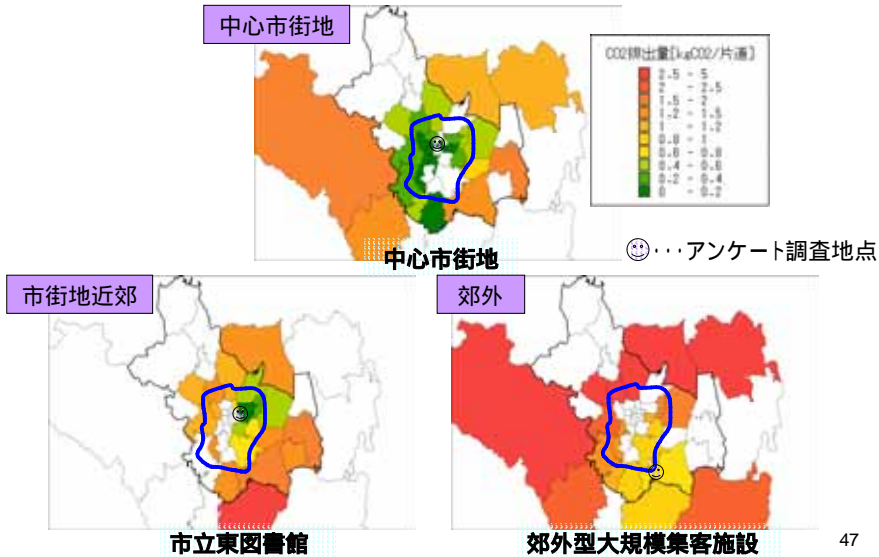 中心市街地
CO2排出量[kgCO2/片道]
2.5 - 5
2 - 2.5
1.5 - 2
1.2 - 1.5
1 - 1.2
0.8 - 1
0.6 - 0.8
0.4 - 0.6
0.2 - 0.4
0 - 0.2
中心市街地
・・・アンケート調査地点
市街地近郊
郊外
市立東図書館
郊外型大規模集客施設
47